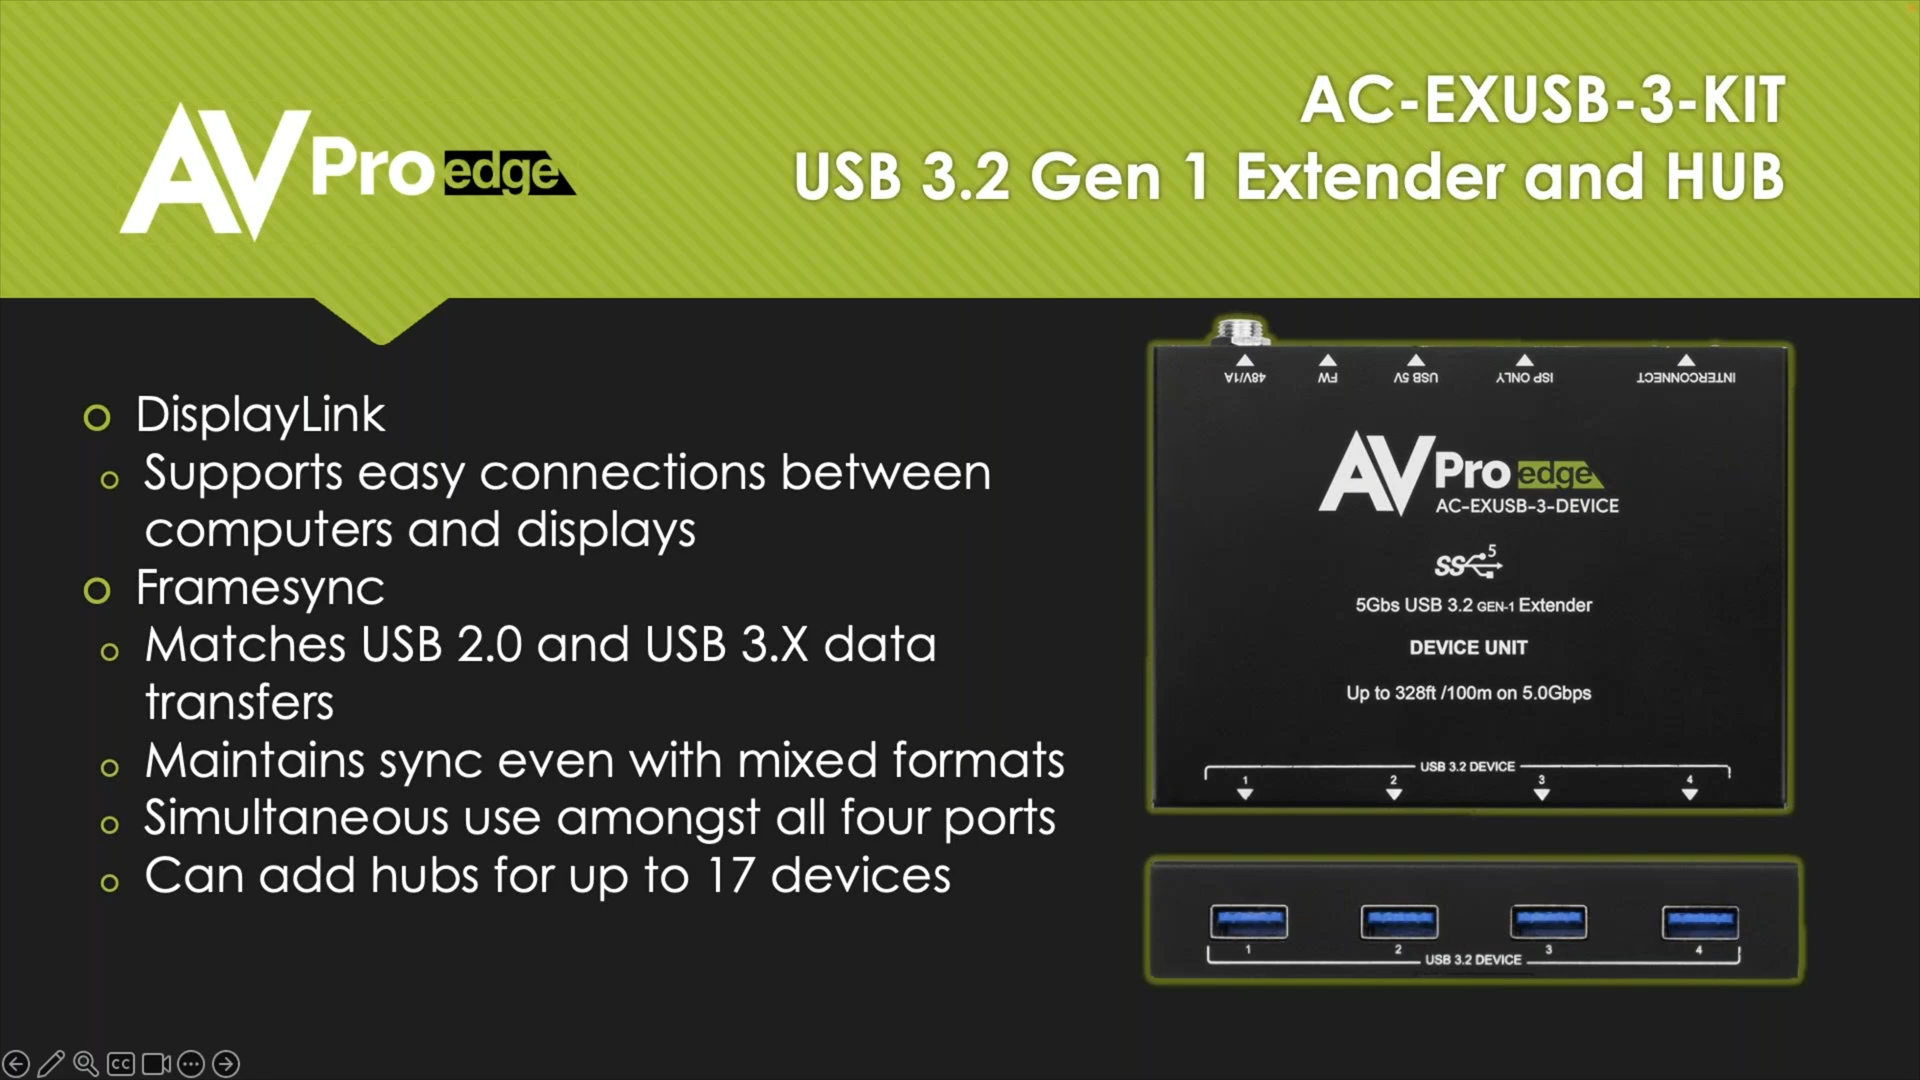 AVPro edge
AC-EXUSB-3-KIT
USB 3.2 Gen 1 Extender and HUB
DisplayLink
Supports easy connections between
computers and displays
Framesync
Matches USB 2.0 and USB 3.X data
transfers
Maintains sync even with mixed formats
Simultaneous use amongst all four ports
Can add hubs for up to 17 devices
48V/1A FW USB 5V ISP ONLY INTERCONNECT
AVPro edge
AC-EXUSB-3-DEVICE
SS 5
5Gbs USB 3.2 GEN-1 Extender
DEVICE UNIT
Up to 328ft /100m on 5.0Gbps
USB 3.2 DEVICE
1 2 3 4
1 2 3 4
USB 3.2 DEVICE
CC